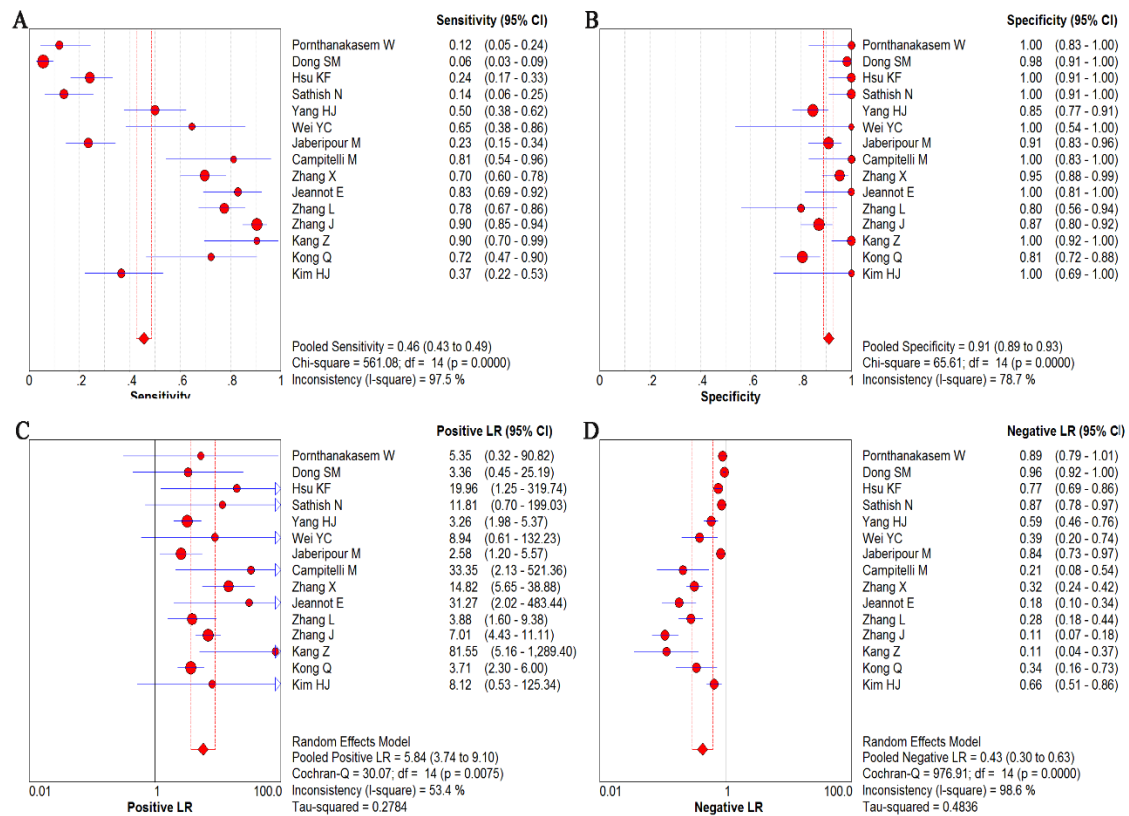 A
Sensitivity (95% CI)
Pornthanakasem W 0.12 (0.05 - 0.24)
Dong SM 0.06 (0.03 - 0.09)
Hsu KF 0.24 (0.17 - 0.33)
Sathish N 0.14 (0.06 - 0.25)
Yang HJ 0.50 (0.38 - 0.62)
Wei YC 0.65 (0.38 - 0.86)
Jaberipour M 0.23 (0.15 - 0.34)
Campitelli M 0.81 (0.54 - 0.96)
Zhang X 0.70 (0.60 - 0.78)
Jeannot E 0.83 (0.69 - 0.92)
Zhang L 0.78 (0.67 - 0.86)
Zhang J 0.90 (0.85 - 0.94)
Kang Z 0.90 (0.70 - 0.99)
Kong Q 0.72 (0.47 - 0.90)
Kim HJ 0.37 (0.22 - 0.53)
Pooled Sensitivity = 0.46 (0.43 to 0.49)
Chi-square = 561.08; df = 14 (p = 0.0000)
Inconsistency (I-square) = 97.5 %
0 .2 .4 .6 .8 1
Sensitivity
B
Specificity (95% CI)
Pornthanakasem W 1.00 (0.83 - 1.00)
Dong SM 0.98 (0.91 - 1.00)
Hsu KF 1.00 (0.91 - 1.00)
Sathish N 1.00 (0.91 - 1.00)
Yang HJ 0.85 (0.77 - 0.91)
Wei YC 1.00 (0.54 - 1.00)
Jaberipour M 0.91 (0.83 - 0.96)
Campitelli M 1.00 (0.83 - 1.00)
Zhang X 0.95 (0.88 - 0.99)
Jeannot E 1.00 (0.81 - 1.00)
Zhang L 0.80 (0.56 - 0.94)
Zhang J 0.87 (0.80 - 0.92)
Kang Z 1.00 (0.92 - 1.00)
Kong Q 0.81 (0.72 - 0.88)
Kim HJ 1.00 (0.69 - 1.00)
Pooled Specificity = 0.91 (0.89 to 0.93)
Chi-square = 65.61; df = 14 (p = 0.0000)
Inconsistency (I-square) = 78.7 %
0 .2 .4 .6 .8 1
Specificity
C
Positive LR (95% CI)
Pornthanakasem W 5.35 (0.32 - 90.82)
Dong SM 3.36 (0.45 - 25.19)
Hsu KF 19.96 (1.25 - 319.74)
Sathish N 11.81 (0.70 - 199.03)
Yang HJ 3.26 (1.98 - 5.37)
Wei YC 8.94 (0.61 - 132.23)
Jaberipour M 2.58 (1.20 - 5.57)
Campitelli M 33.35 (2.13 - 521.36)
Zhang X 14.82 (5.65 - 38.88)
Jeannot E 31.27 (2.02 - 483.44)
Zhang L 3.88 (1.60 - 9.38)
Zhang J 7.01 (4.43 - 11.11)
Kang Z 81.55 (5.16 - 1,289.40)
Kong Q 3.71 (2.30 - 6.00)
Kim HJ 8.12 (0.53 - 125.34)
Random Effects Model
Pooled Positive LR = 5.84 (3.74 to 9.10)
Cochran-Q = 30.07; df = 14 (p = 0.0075)
Inconsistency (I-square) = 53.4 %
Tau-squared = 0.2784
0.01 1 100.0
Positive LR
D
Negative LR (95% CI)
Pornthanakasem W 0.89 (0.79 - 1.01)
Dong SM 0.96 (0.92 - 1.00)
Hsu KF 0.77 (0.69 - 0.86)
Sathish N 0.87 (0.78 - 0.97)
Yang HJ 0.59 (0.46 - 0.76)
Wei YC 0.39 (0.20 - 0.74)
Jaberipour M 0.84 (0.73 - 0.97)
Campitelli M 0.21 (0.08 - 0.54)
Zhang X 0.32 (0.24 - 0.42)
Jeannot E 0.18 (0.10 - 0.34)
Zhang L 0.28 (0.18 - 0.44)
Zhang J 0.11 (0.07 - 0.18)
Kang Z 0.11 (0.04 - 0.37)
Kong Q 0.34 (0.16 - 0.73)
Kim HJ 0.66 (0.51 - 0.86)
Random Effects Model
Pooled Negative LR = 0.43 (0.30 to 0.63)
Cochran-Q = 976.91; df = 14 (p = 0.0000)
Inconsistency (I-square) = 98.6 %
Tau-squared = 0.4836
0.01 1 100.0
Negative LR